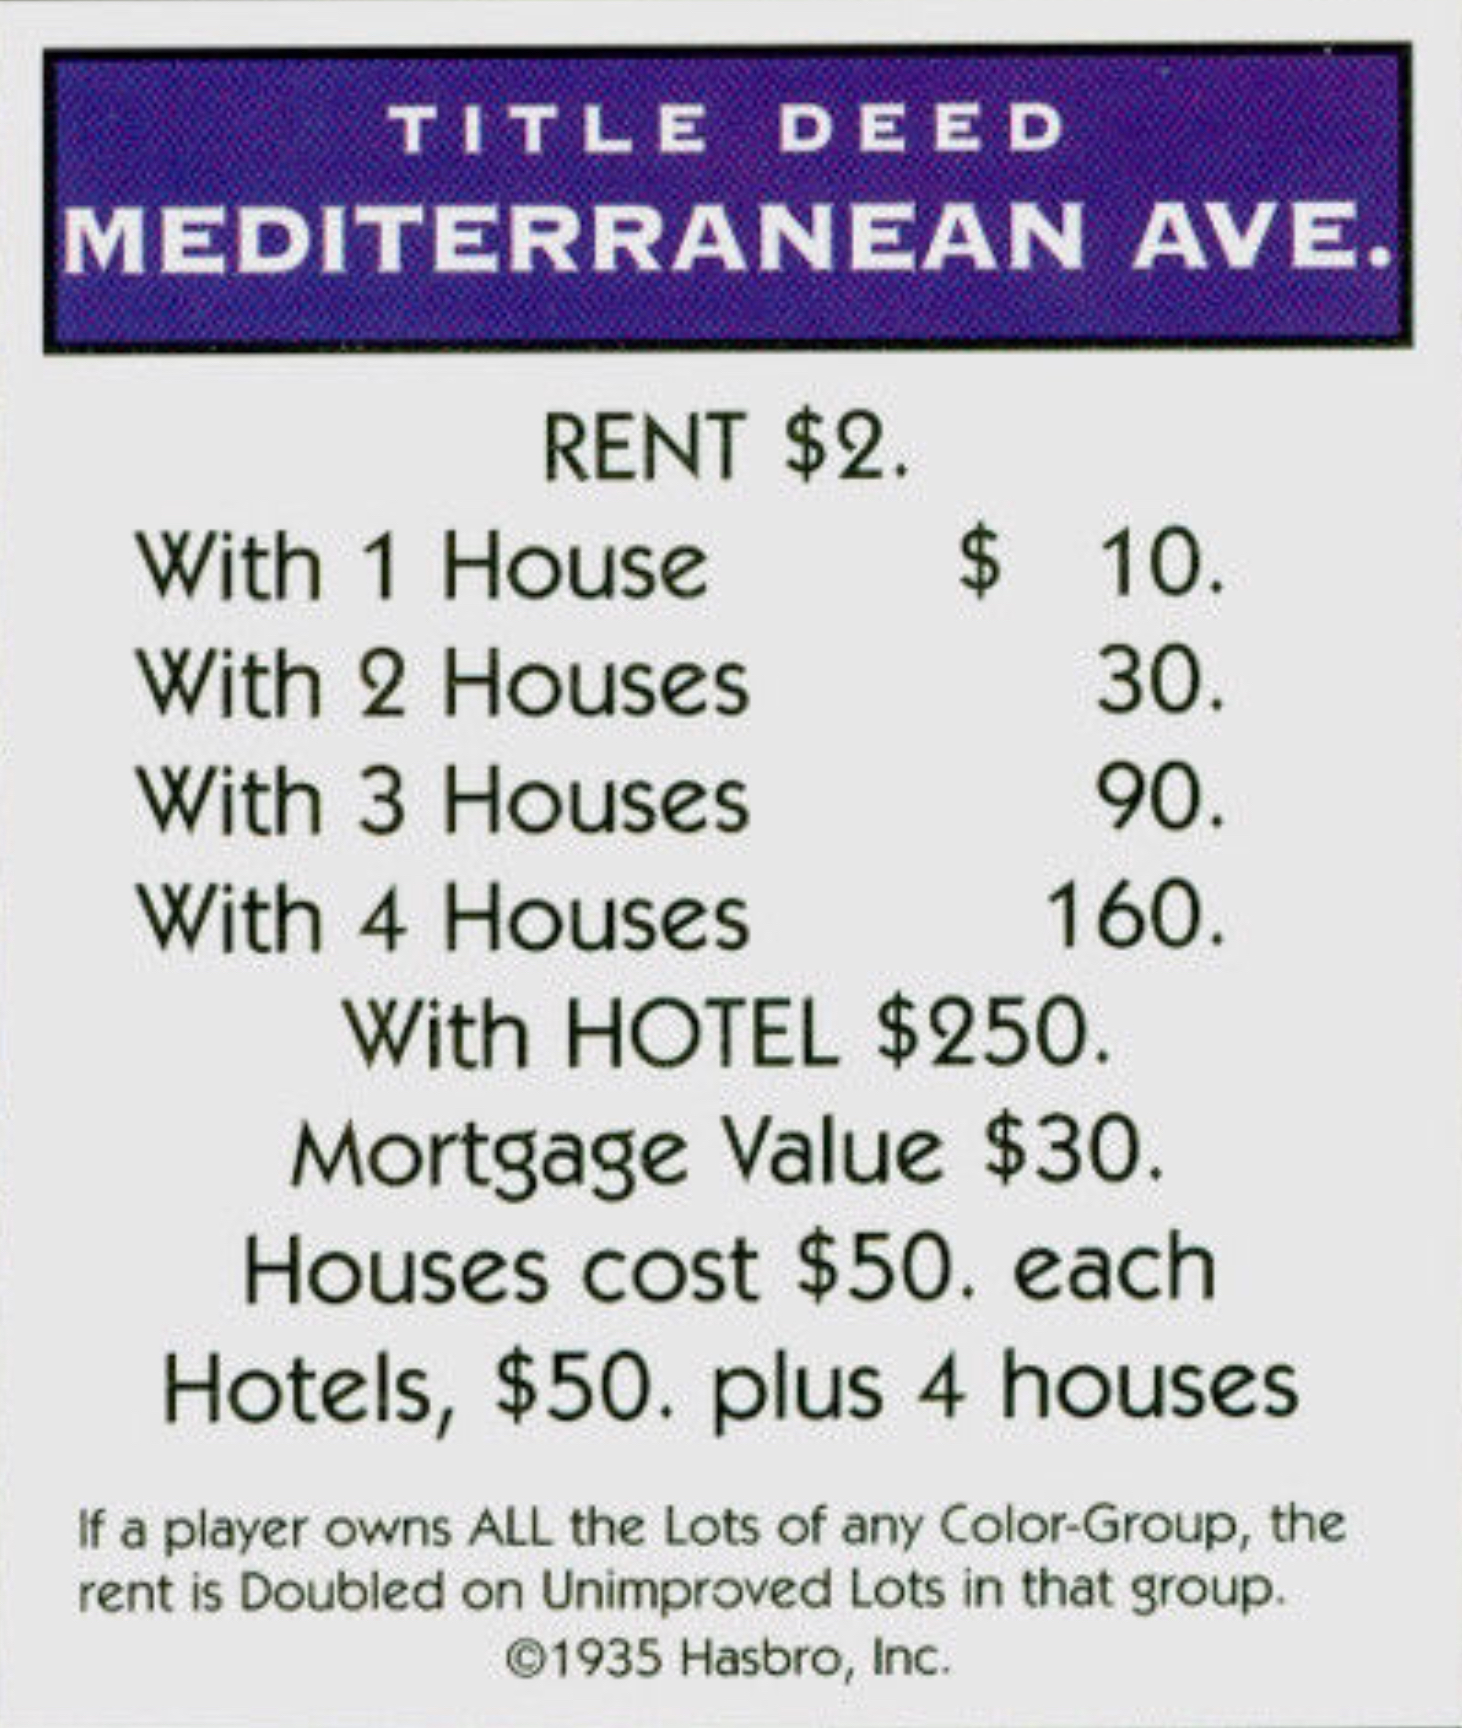 TITLE DEED
MEDITERRANEAN AVE.
RENT $2.
With 1 House $ 10.
With 2 Houses 30.
With 3 Houses 90.
With 4 Houses 160.
With HOTEL $250.
Mortgage Value $30.
Houses cost $50. each
Hotels, $50. plus 4 houses
If a player owns ALL the Lots of any Color-Group, the
rent is Doubled on Unimproved Lots in that group.
©1935 Hasbro, Inc.